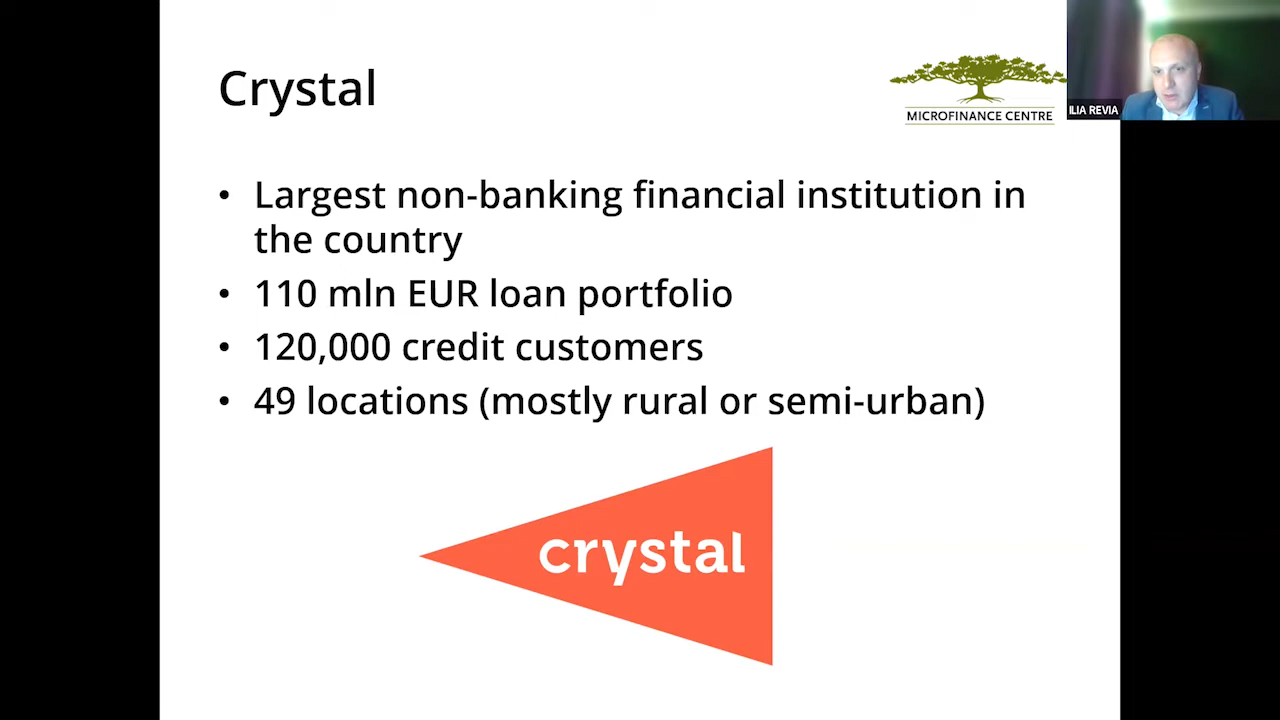 Crystal
MICROFINANCE CENTRE
ILIA REVIA
• Largest non-banking financial institution in
the country
• 110 mln EUR loan portfolio
• 120,000 credit customers
• 49 locations (mostly rural or semi-urban)
crystal